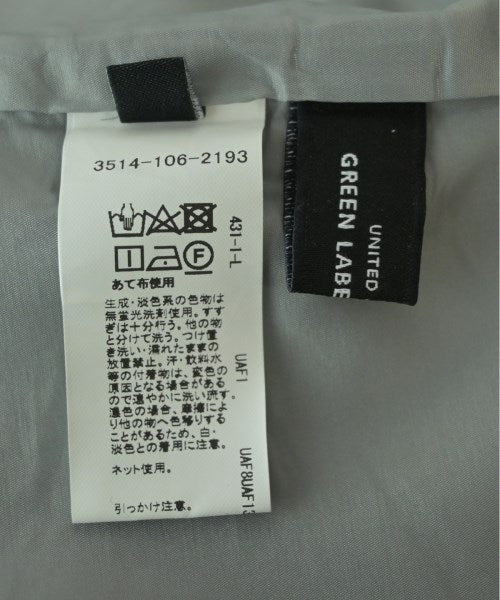 3514-106-2193
431-1-L
あて布使用
生成・淡色系の色物は
無蛍光洗剤使用。すす
ぎは十分行う。他の物
と分けて洗う。つけ置
き洗い・濡れたままの
放置禁止。汗・飲料水
等の付着物は、変色の
原因となる場合がある
ので速やかに洗い流す。
濃色の場合、摩擦によ
り他の物へ色移りする
ことがあるため、白・
淡色との着用に注意。
ネット使用。
引っかけ注意。
UAF1
UAF8UAF13
UNITED
GREEN LABE